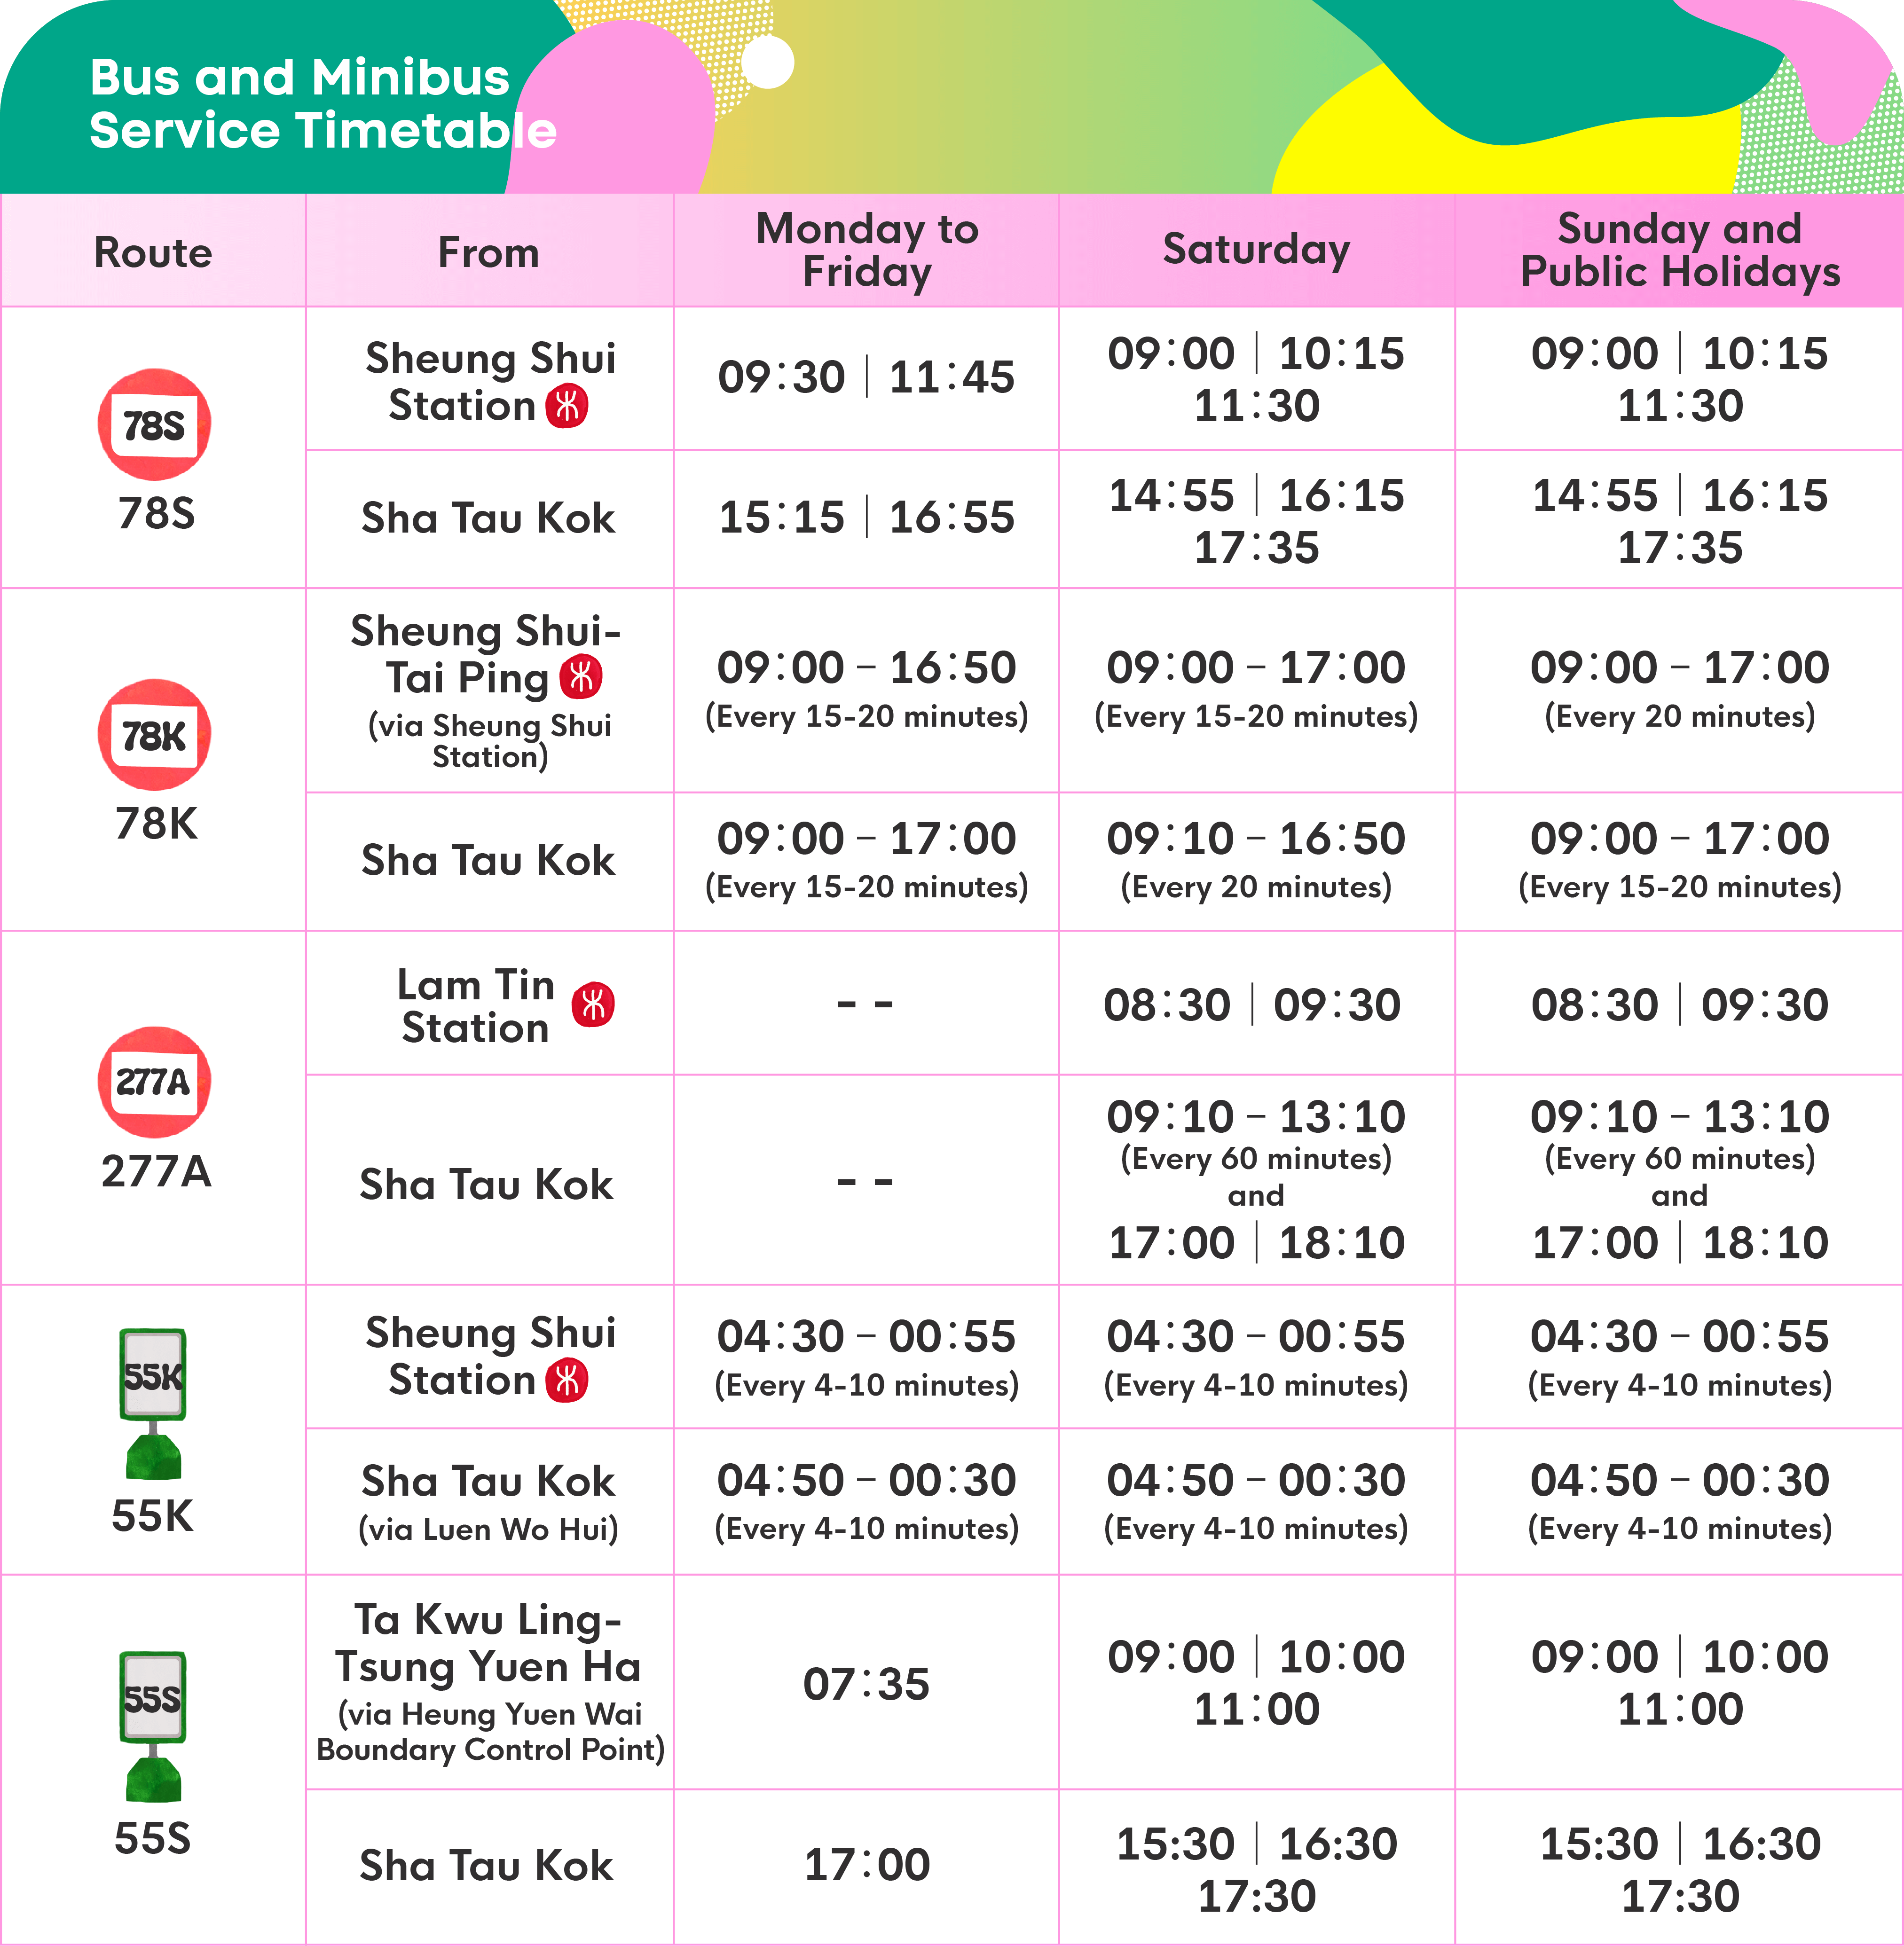 Bus and Minibus
Service Timetable
Route
From
Monday to
Friday
Saturday
Sunday and
Public Holidays
78S
78S
Sheung Shui
Station
09:30 | 11:45
09:00 | 10:15
11:30
09:00 | 10:15
11:30
Sha Tau Kok
15:15 | 16:55
14:55 | 16:15
17:35
14:55 | 16:15
17:35
78K
78K
Sheung Shui-
Tai Ping
(via Sheung Shui
Station)
09:00 – 16:50
(Every 15-20 minutes)
09:00 – 17:00
(Every 15-20 minutes)
09:00 – 17:00
(Every 20 minutes)
Sha Tau Kok
09:00 – 17:00
(Every 15-20 minutes)
09:10 – 16:50
(Every 20 minutes)
09:00 – 17:00
(Every 15-20 minutes)
277A
277A
Lam Tin
Station
- -
08:30 | 09:30
08:30 | 09:30
Sha Tau Kok
- -
09:10 – 13:10
(Every 60 minutes)
and
17:00 | 18:10
09:10 – 13:10
(Every 60 minutes)
and
17:00 | 18:10
55K
55K
Sheung Shui
Station
04:30 – 00:55
(Every 4-10 minutes)
04:30 – 00:55
(Every 4-10 minutes)
04:30 – 00:55
(Every 4-10 minutes)
Sha Tau Kok
(via Luen Wo Hui)
04:50 – 00:30
(Every 4-10 minutes)
04:50 – 00:30
(Every 4-10 minutes)
04:50 – 00:30
(Every 4-10 minutes)
55S
55S
Ta Kwu Ling-
Tsung Yuen Ha
(via Heung Yuen Wai
Boundary Control Point)
07:35
09:00 | 10:00
11:00
09:00 | 10:00
11:00
Sha Tau Kok
17:00
15:30 | 16:30
17:30
15:30 | 16:30
17:30